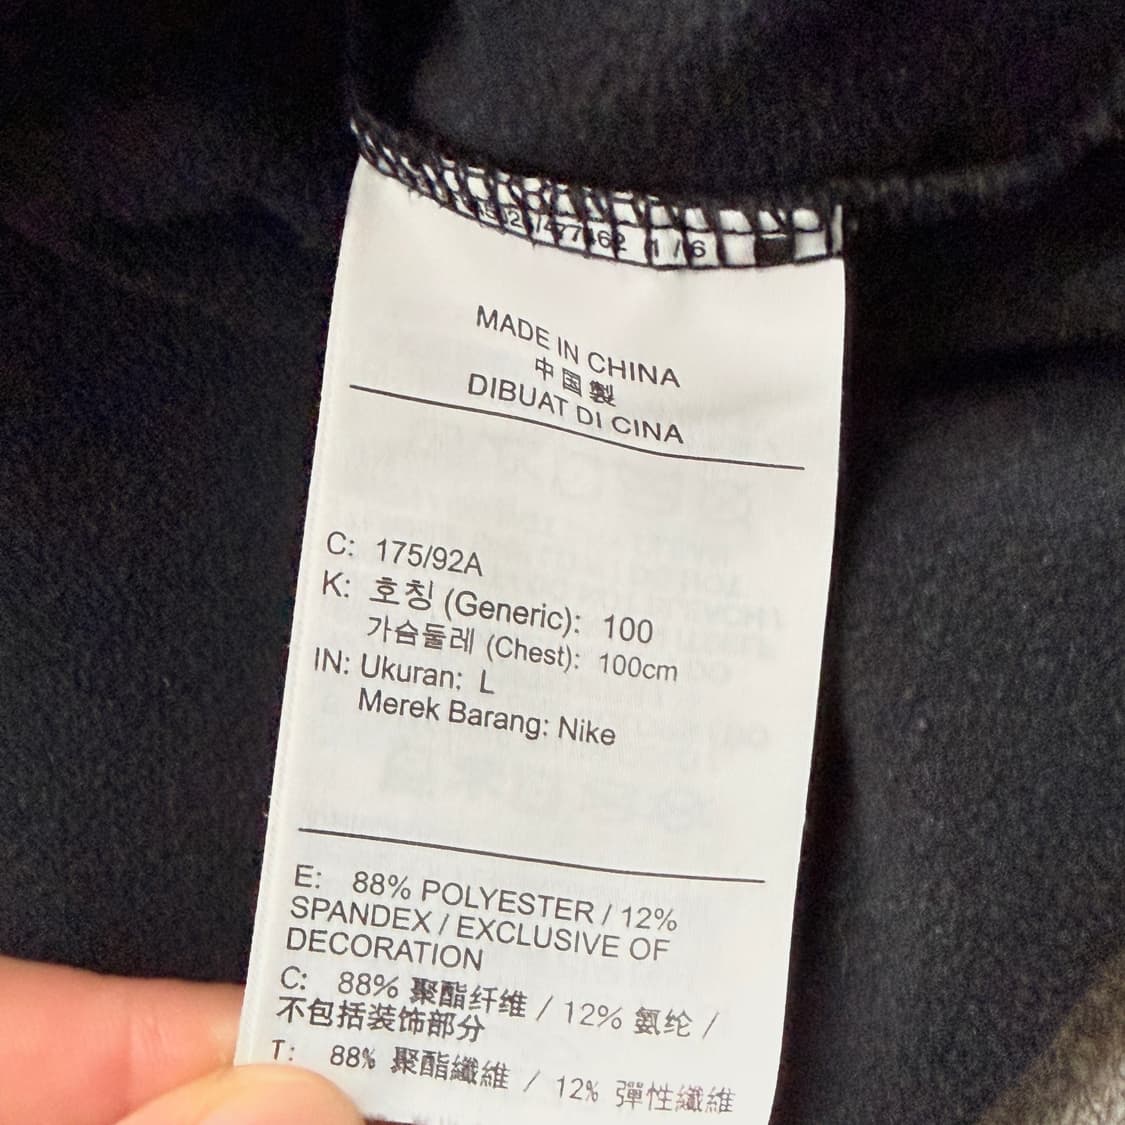 1 / 6
MADE IN CHINA
中国製
DIBUAT DI CINA
C: 175/92A
K: 호칭 (Generic): 100
가슴둘레 (Chest): 100cm
IN: Ukuran: L
Merek Barang: Nike
E: 88% POLYESTER / 12%
SPANDEX / EXCLUSIVE OF
DECORATION
C: 88% 聚酯纤维 / 12% 氨纶 /
不包括装饰部分
T: 88% 聚酯纖維 / 12% 彈性纖維